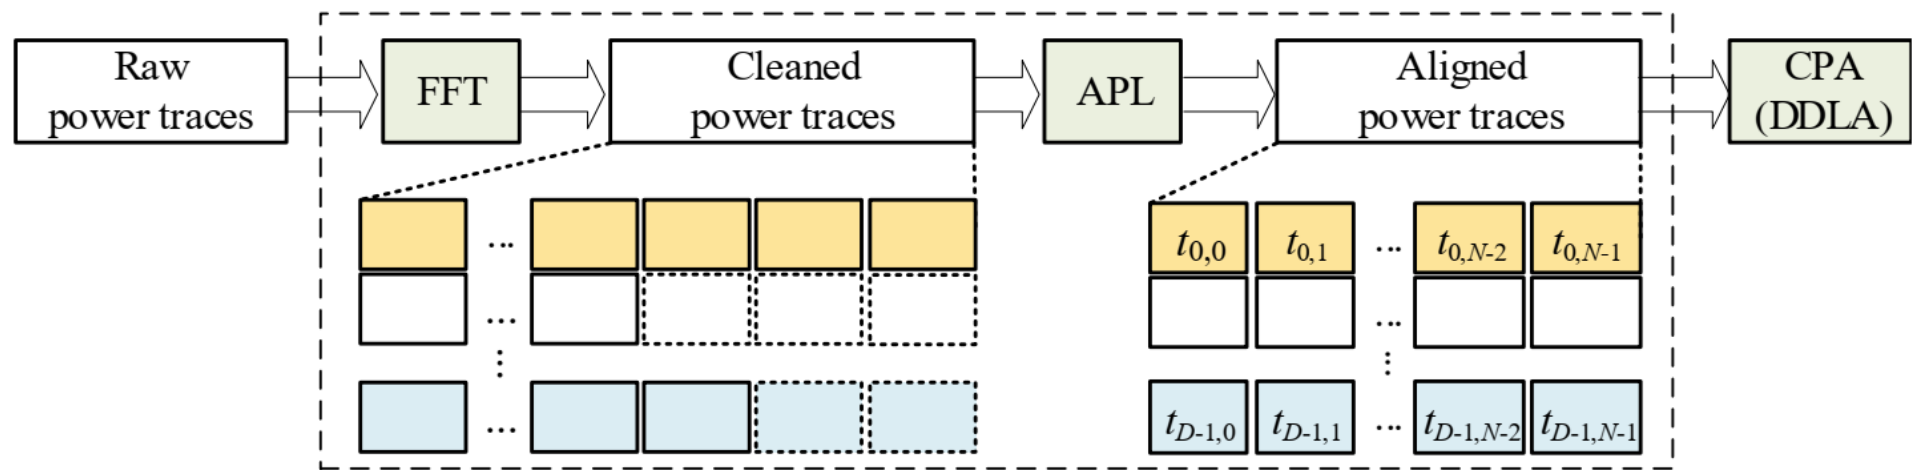 Raw
power traces
FFT
Cleaned
power traces
APL
Aligned
power traces
CPA
(DDLA)
...
t0,0 t0,1 ... t0,N-2 t0,N-1
...
...
...
...
...
...
tD-1,0 tD-1,1 ... tD-1,N-2 tD-1,N-1